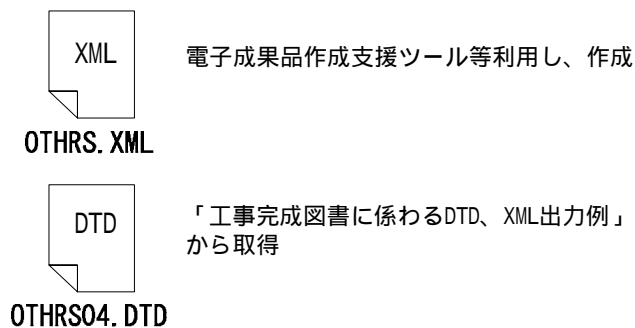 XML
電子成果品作成支援ツール等利用し、作成
OTHRS.XML
DTD
「工事完成図書に係わるDTD、XML出力例」
から取得
OTHRS04.DTD